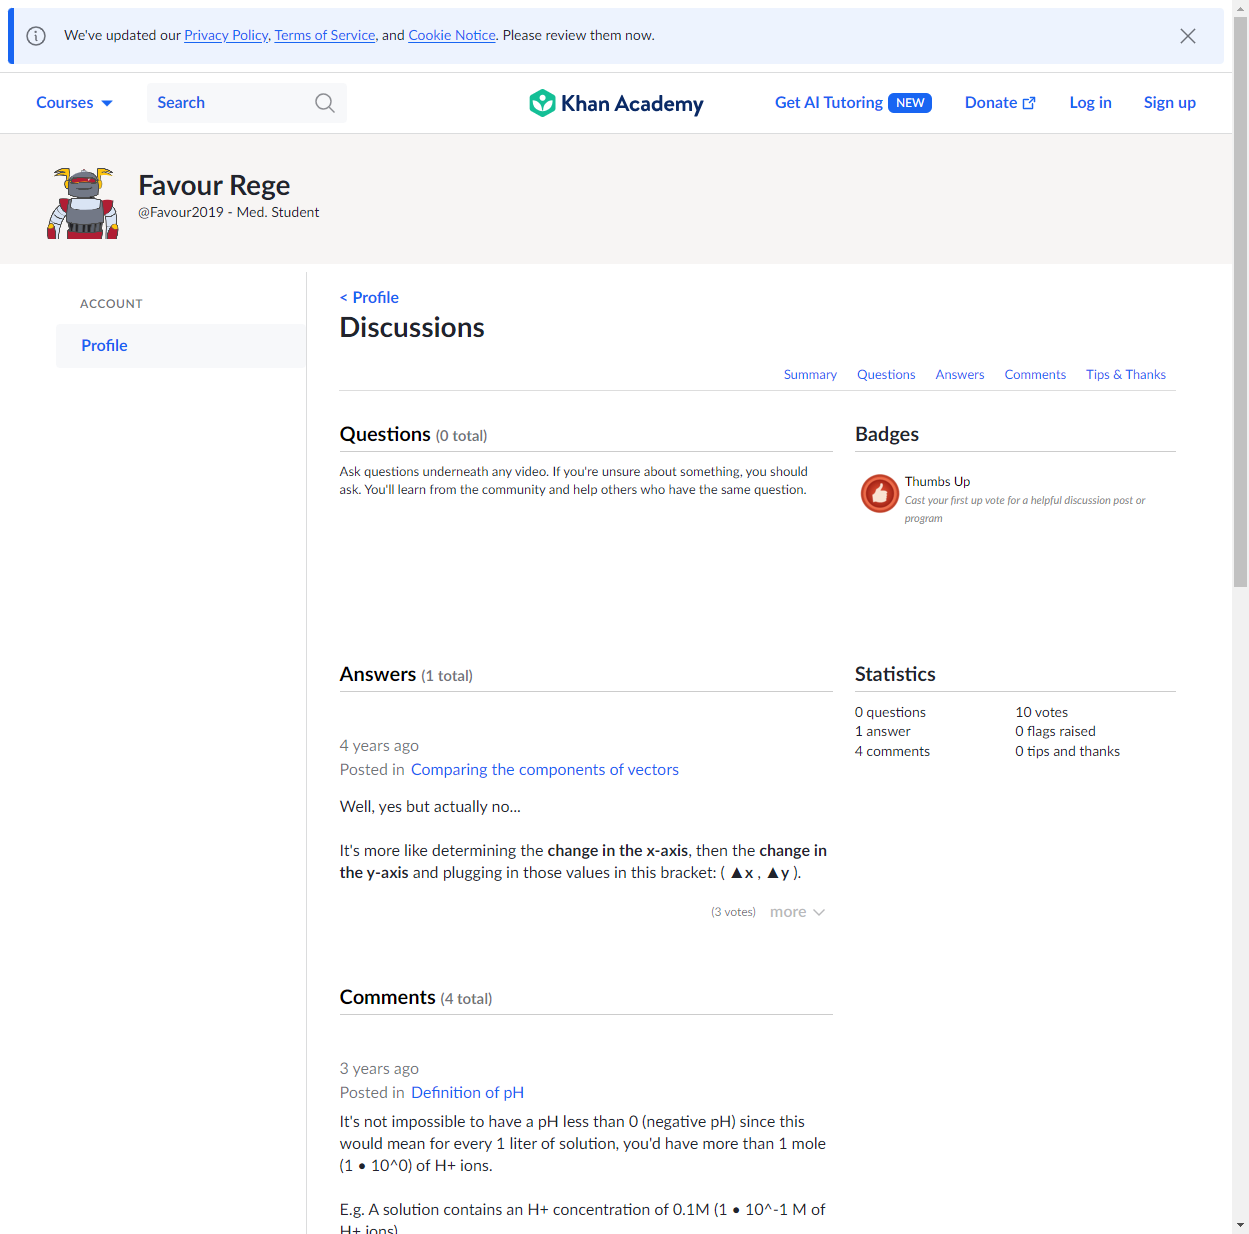 We've updated our Privacy Policy, Terms of Service, and Cookie Notice. Please review them now.
Courses
Search
Khan Academy
Get AI Tutoring NEW
Donate
Log in
Sign up
Favour Rege
@Favour2019 - Med. Student
ACCOUNT
Profile
< Profile
Discussions
Summary
Questions
Answers
Comments
Tips & Thanks
Questions (0 total)
Ask questions underneath any video. If you're unsure about something, you should
ask. You'll learn from the community and help others who have the same question.
Badges
Thumbs Up
Cast your first up vote for a helpful discussion post or
program
Answers (1 total)
4 years ago
Posted in Comparing the components of vectors
Well, yes but actually no...
It's more like determining the change in the x-axis, then the change in
the y-axis and plugging in those values in this bracket: ( ▲x , ▲y ).
(3 votes)
more
Statistics
0 questions
10 votes
1 answer
0 flags raised
4 comments
0 tips and thanks
Comments (4 total)
3 years ago
Posted in Definition of pH
It's not impossible to have a pH less than 0 (negative pH) since this
would mean for every 1 liter of solution, you'd have more than 1 mole
(1 • 10^0) of H+ ions.
E.g. A solution contains an H+ concentration of 0.1M (1 • 10^-1 M of
H+ ions)